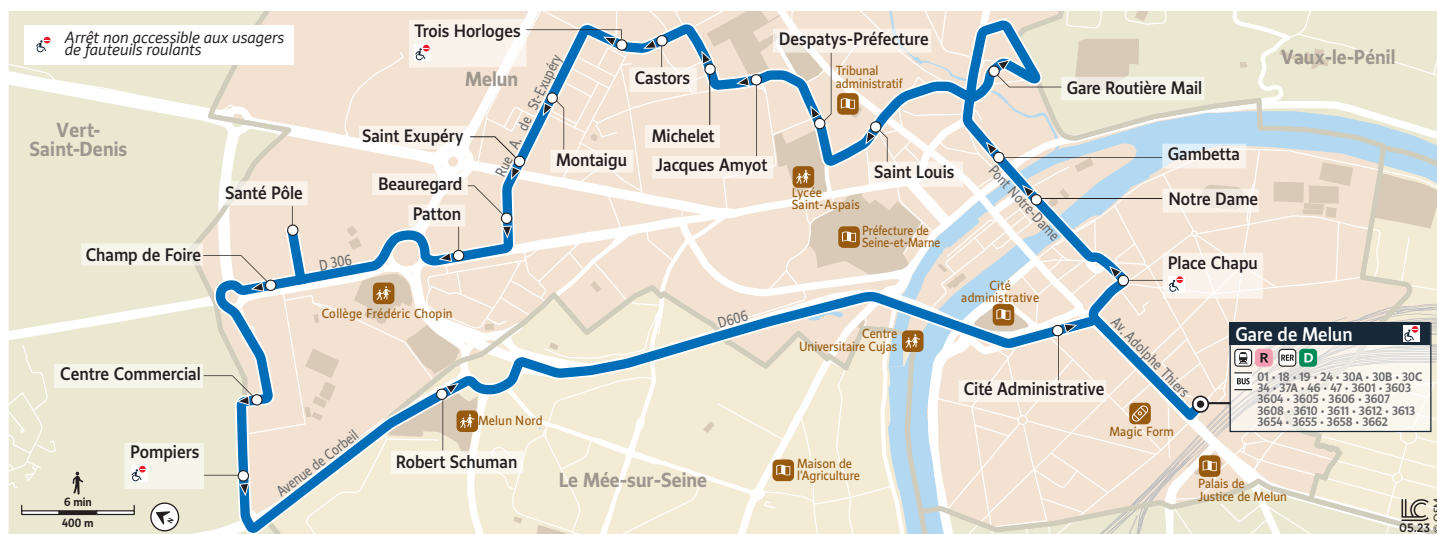 Arrêt non accessible aux usagers
de fauteuils roulants
Trois Horloges
Melun
Castors
Despatys-Préfecture
Tribunal
administratif
Vaux-le-Pénil
Gare Routière Mail
Vert-
Saint-Denis
Rue A. de St-Exupéry
Saint Exupéry
Montaigu
Michelet
Jacques Amyot
Saint Louis
Gambetta
Pont Notre-Dame
Notre Dame
Santé Pôle
Beauregard
Patton
Lycée
Saint-Aspais
Préfecture de
Seine-et-Marne
Champ de Foire
D 306
Collège Frédéric Chopin
Place Chapu
Cité
administrative
D606
Centre
Universitaire Cujas
Av. Adolphe Thiers
Gare de Melun
R RER D
BUS 01 • 18 • 19 • 24 • 30A • 30B • 30C
34 • 37A • 46 • 47 • 3601 • 3603
3604 • 3605 • 3606 • 3607
3608 • 3610 • 3611 • 3612 • 3613
3654 • 3655 • 3658 • 3662
Centre Commercial
Cité Administrative
Magic Form
Melun Nord
Avenue de Corbeil
Robert Schuman
Pompiers
Le Mée-sur-Seine
Maison de
l'Agriculture
Palais de
Justice de Melun
6 min
400 m
N
LC
05.23